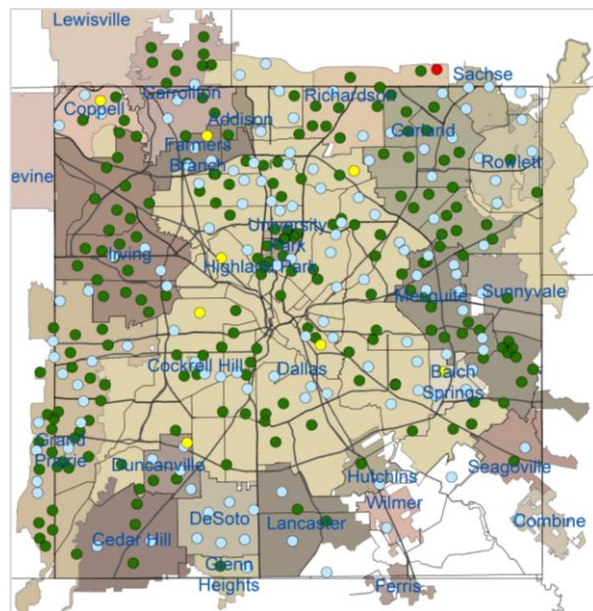 Lewisville
Sachse
Coppell
Carrollton
Richardson
Addison
Garland
Farmers
Branch
Rowlett
evine
University
Park
Irving
Highland Park
Mesquite
Sunnyvale
Cockrell Hill
Dallas
Balch
Springs
Grand
Prairie
Duncanville
Hutchins
Seagoville
DeSoto
Wilmer
Lancaster
Combine
Cedar Hill
Glenn
Heights
Ferris